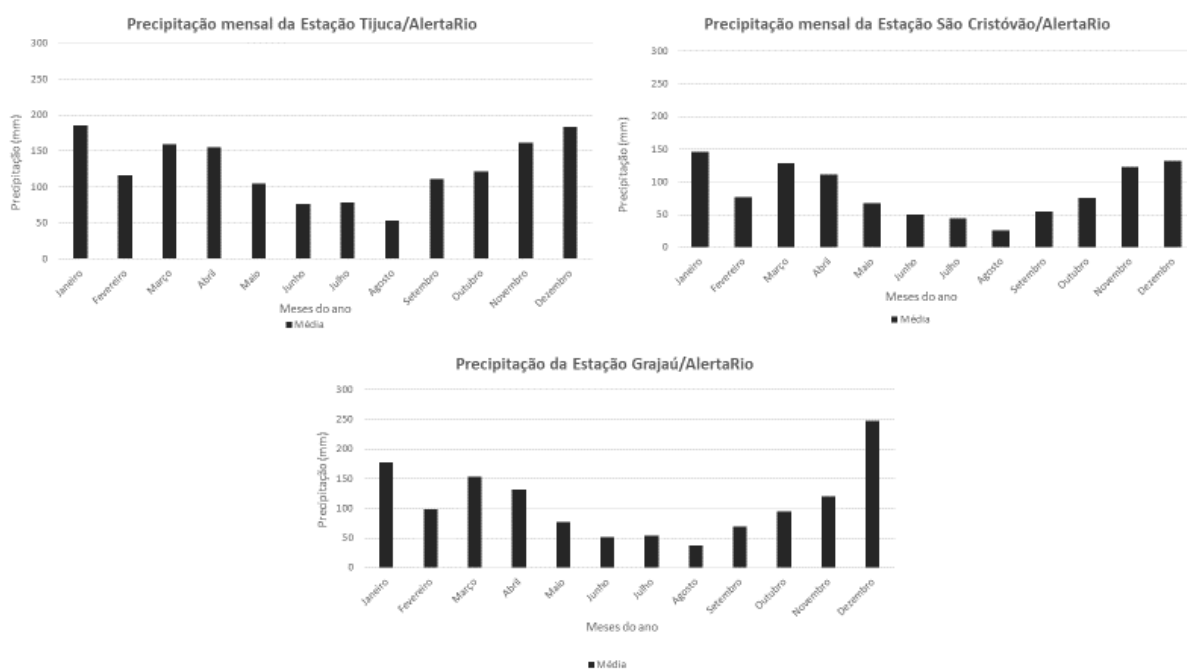 Precipitação mensal da Estação Tijuca/AlertaRio
300
250
200
150
100
50
0
Precipitação (mm)
Janeiro
Fevereiro
Março
Abril
Maio
Junho
Julho
Agosto
Setembro
Outubro
Novembro
Dezembro
Meses do ano
Média
Precipitação mensal da Estação São Cristóvão/AlertaRio
300
250
200
150
100
50
0
Precipitação (mm)
Janeiro
Fevereiro
Março
Abril
Maio
Junho
Julho
Agosto
Setembro
Outubro
Novembro
Dezembro
Meses do ano
Média
Precipitação da Estação Grajaú/AlertaRio
300
250
200
150
100
50
0
Precipitação (mm)
Janeiro
Fevereiro
Março
Abril
Maio
Junho
Julho
Agosto
Setembro
Outubro
Novembro
Dezembro
Meses do ano
Média